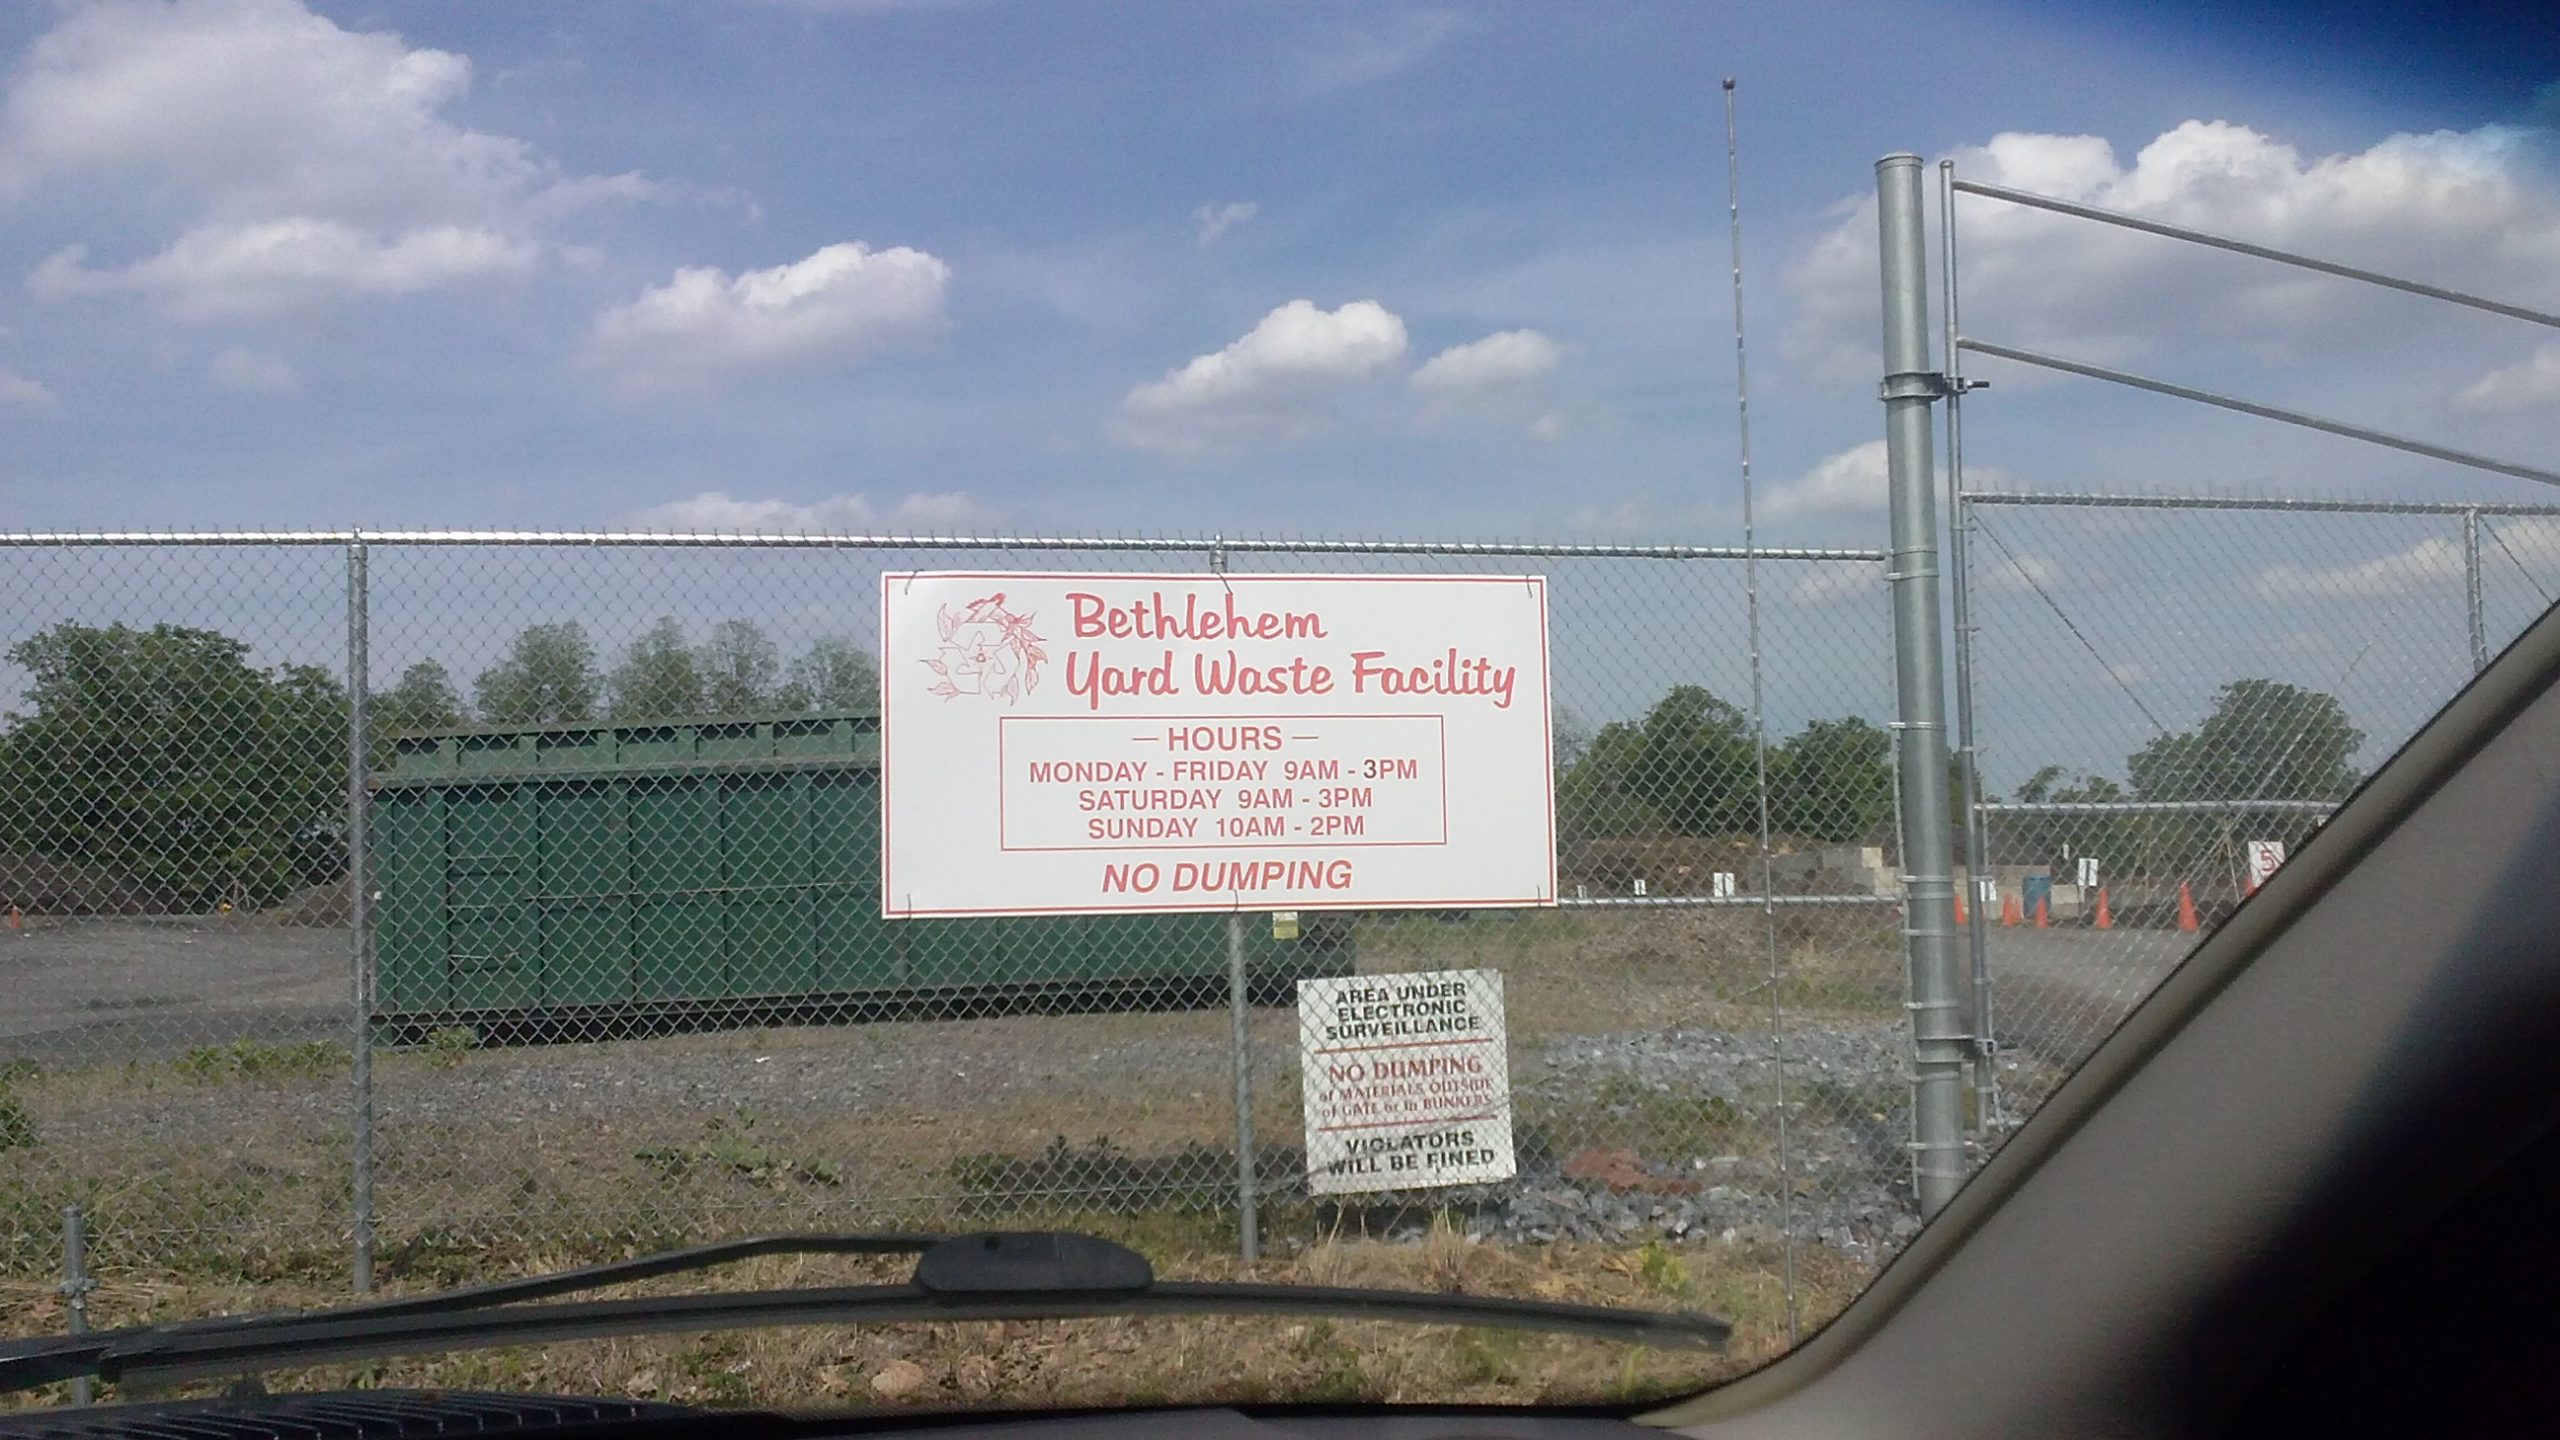 Bethlehem
Yard Waste Facility
— HOURS —
MONDAY - FRIDAY 9AM - 3PM
SATURDAY 9AM - 3PM
SUNDAY 10AM - 2PM
NO DUMPING
AREA UNDER
ELECTRONIC
SURVEILLANCE
NO DUMPING
of MATERIALS OUTSIDE
of GATE or in BUNKERS
VIOLATORS
WILL BE FINED
5